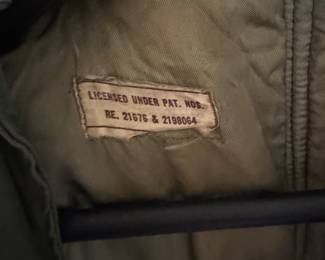 LICENSED UNDER PAT. NOS.
RE. 21676 & 2198064